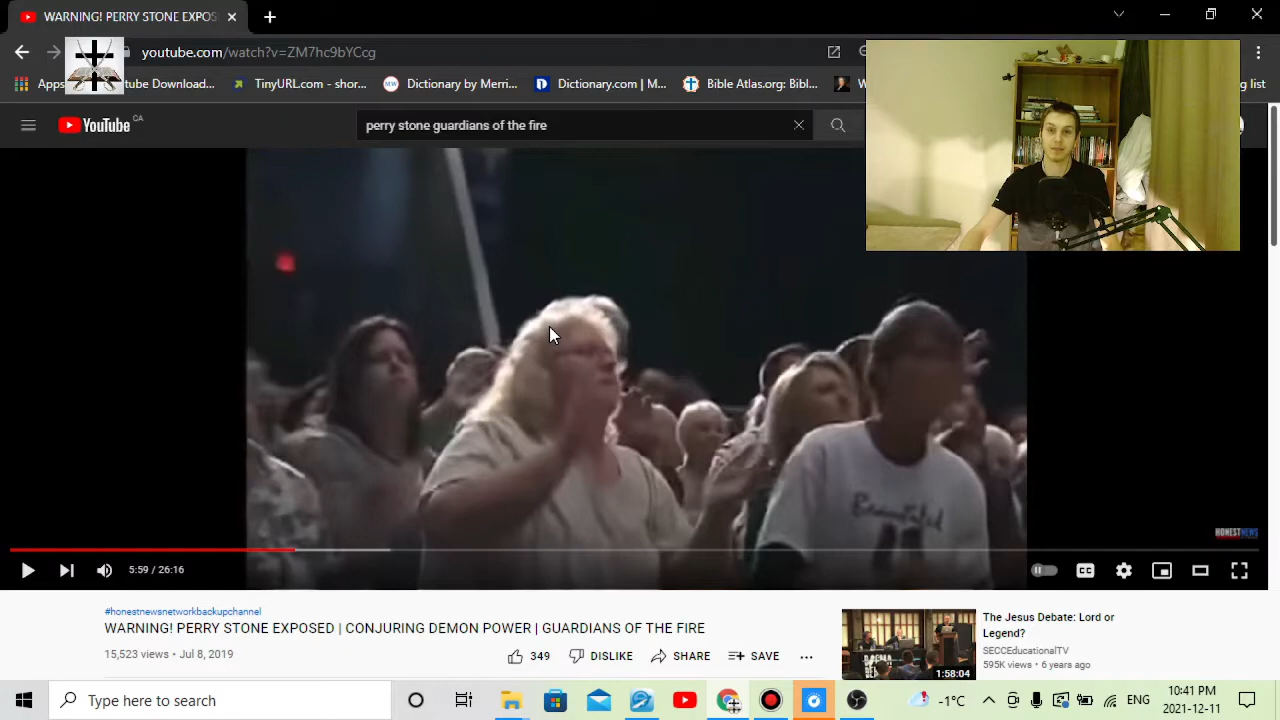 WARNING! PERRY STONE EXPOS
youtube.com/watch?v=ZM7hc9bYCcg
Apps
tube Download...
TinyURL.com - shor...
MW
Dictionary by Merri...
Dictionary.com | M...
Bible Atlas.org: Bibl...
W
g list
YouTube CA
perry stone guardians of the fire
Beautiful
HONESTNEWS
5:59 / 26:16
CC
#honestnewsnetworkbackupchannel
WARNING! PERRY STONE EXPOSED | CONJURING DEMON POWER | GUARDIANS OF THE FIRE
15,523 views • Jul 8, 2019
349
DISLIKE
SHARE
SAVE
The Jesus Debate: Lord or
Legend?
SECCEducationalTV
595K views • 6 years ago
1:58:04
Type here to search
-1°C
ENG
10:41 PM
2021-12-11